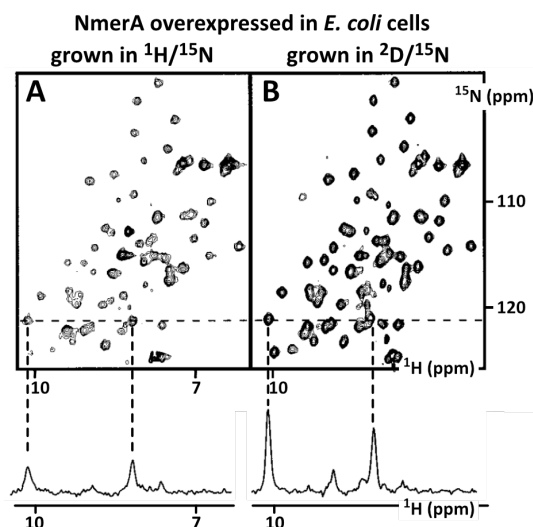 NmerA overexpressed in E. coli cells
grown in ¹H/¹⁵N grown in ²D/¹⁵N
A B ¹⁵N (ppm)
110
120
¹H (ppm)
10 7 10
¹H (ppm)
10 7 10